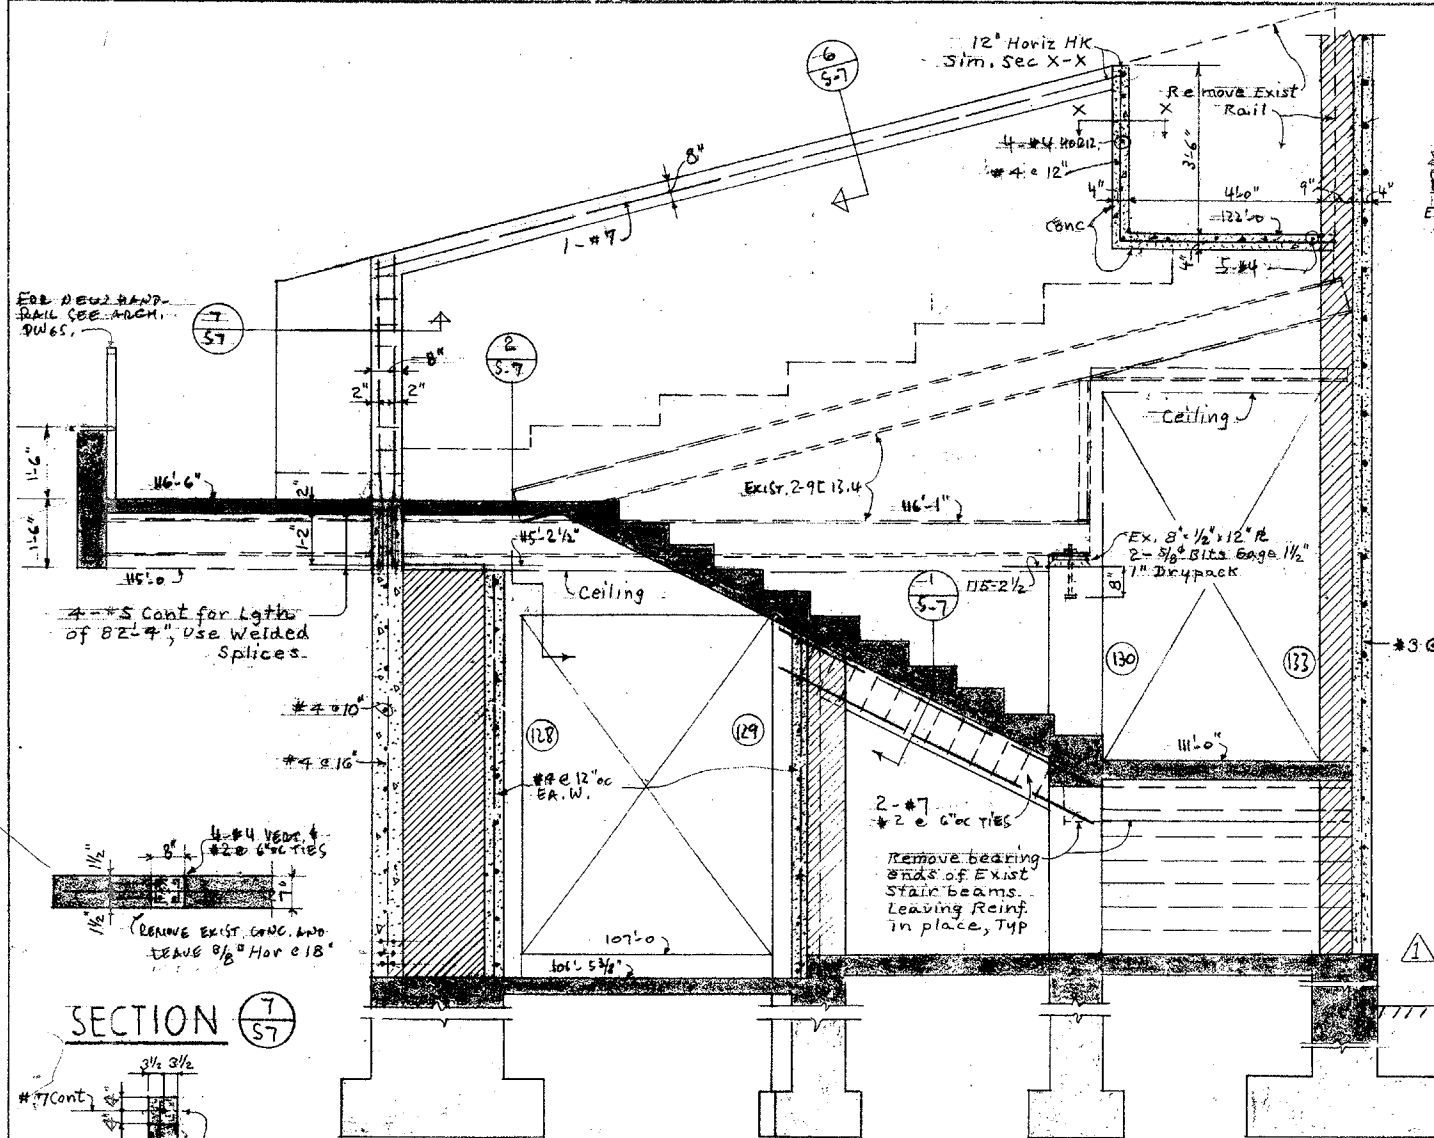 6
S-7
12" Horiz HK
Sim. Sec X-X
Remove Exist
Rail
X
X
4-#4 HORIZ.
#4 @ 12"
3'-6"
4"
4'-0"
9"
4"
122'-0
Conc
4"
5-#4
8"
1-#7
FOR NEW HAND-
RAIL SEE ARCH.
DWGS.
7
S7
2
S-7
8"
2"
2"
Ceiling
1'-6"
116'-6"
2"
EXIST. 2-9[ 13.4
116'-1"
1'-6"
1'-2"
115'-2 1/2"
Ex. 8" x 1/2" x 12" PL
2-5/8"φ Blts Gage 1 1/2"
1" Drypack
115'-0
115-2 1/2
8"
Ceiling
1
S-7
4-#5 Cont for Lgth
of 82'-4", Use Welded
Splices.
130
133
#4 @ 10"
128
129
111'-0"
#4 @ 16"
#4 @ 12" oc
EA. W.
2-#7
#2 @ 6" oc TIES
4-#4 VERT. &
#2 @ 6" oc TIES
1 1/2"
8"
7"
1 1/2"
Remove bearing
ends of Exist
Stair beams.
Leaving Reinf.
in place, Typ
REMOVE EXIST. CONC. AND
LEAVE 3/8" Hor @ 18"
107'-0
106'-5 3/8"
1
SECTION
7
S7
3 1/2
3 1/2
#7 Cont
4"
4"